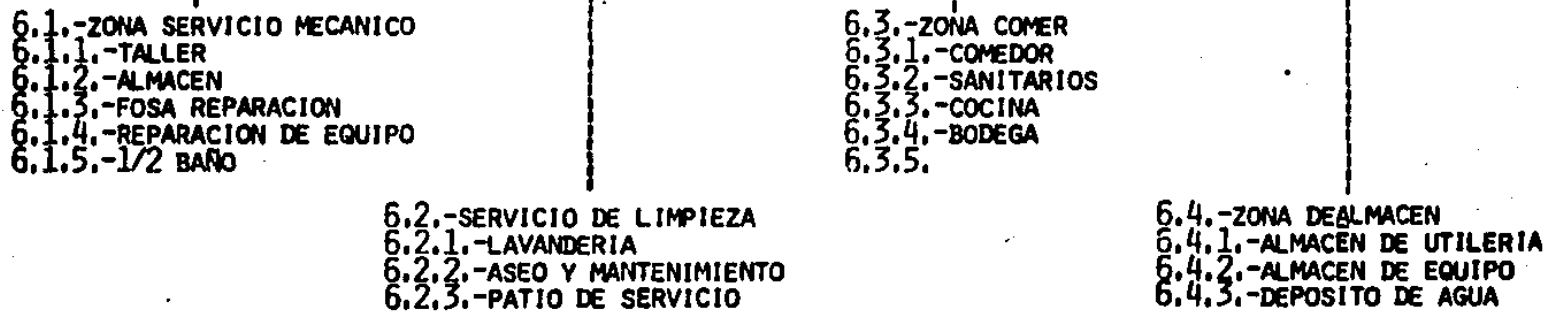 6.1.-ZONA SERVICIO MECANICO
6.1.1.-TALLER
6.1.2.-ALMACEN
6.1.3.-FOSA REPARACION
6.1.4.-REPARACION DE EQUIPO
6.1.5.-1/2 BAÑO
6.2.-SERVICIO DE LIMPIEZA
6.2.1.-LAVANDERIA
6.2.2.-ASEO Y MANTENIMIENTO
6.2.3.-PATIO DE SERVICIO
6.3.-ZONA COMER
6.3.1.-COMEDOR
6.3.2.-SANITARIOS
6.3.3.-COCINA
6.3.4.-BODEGA
6.3.5.
6.4.-ZONA DEALMACEN
6.4.1.-ALMACEN DE UTILERIA
6.4.2.-ALMACEN DE EQUIPO
6.4.3.-DEPOSITO DE AGUA